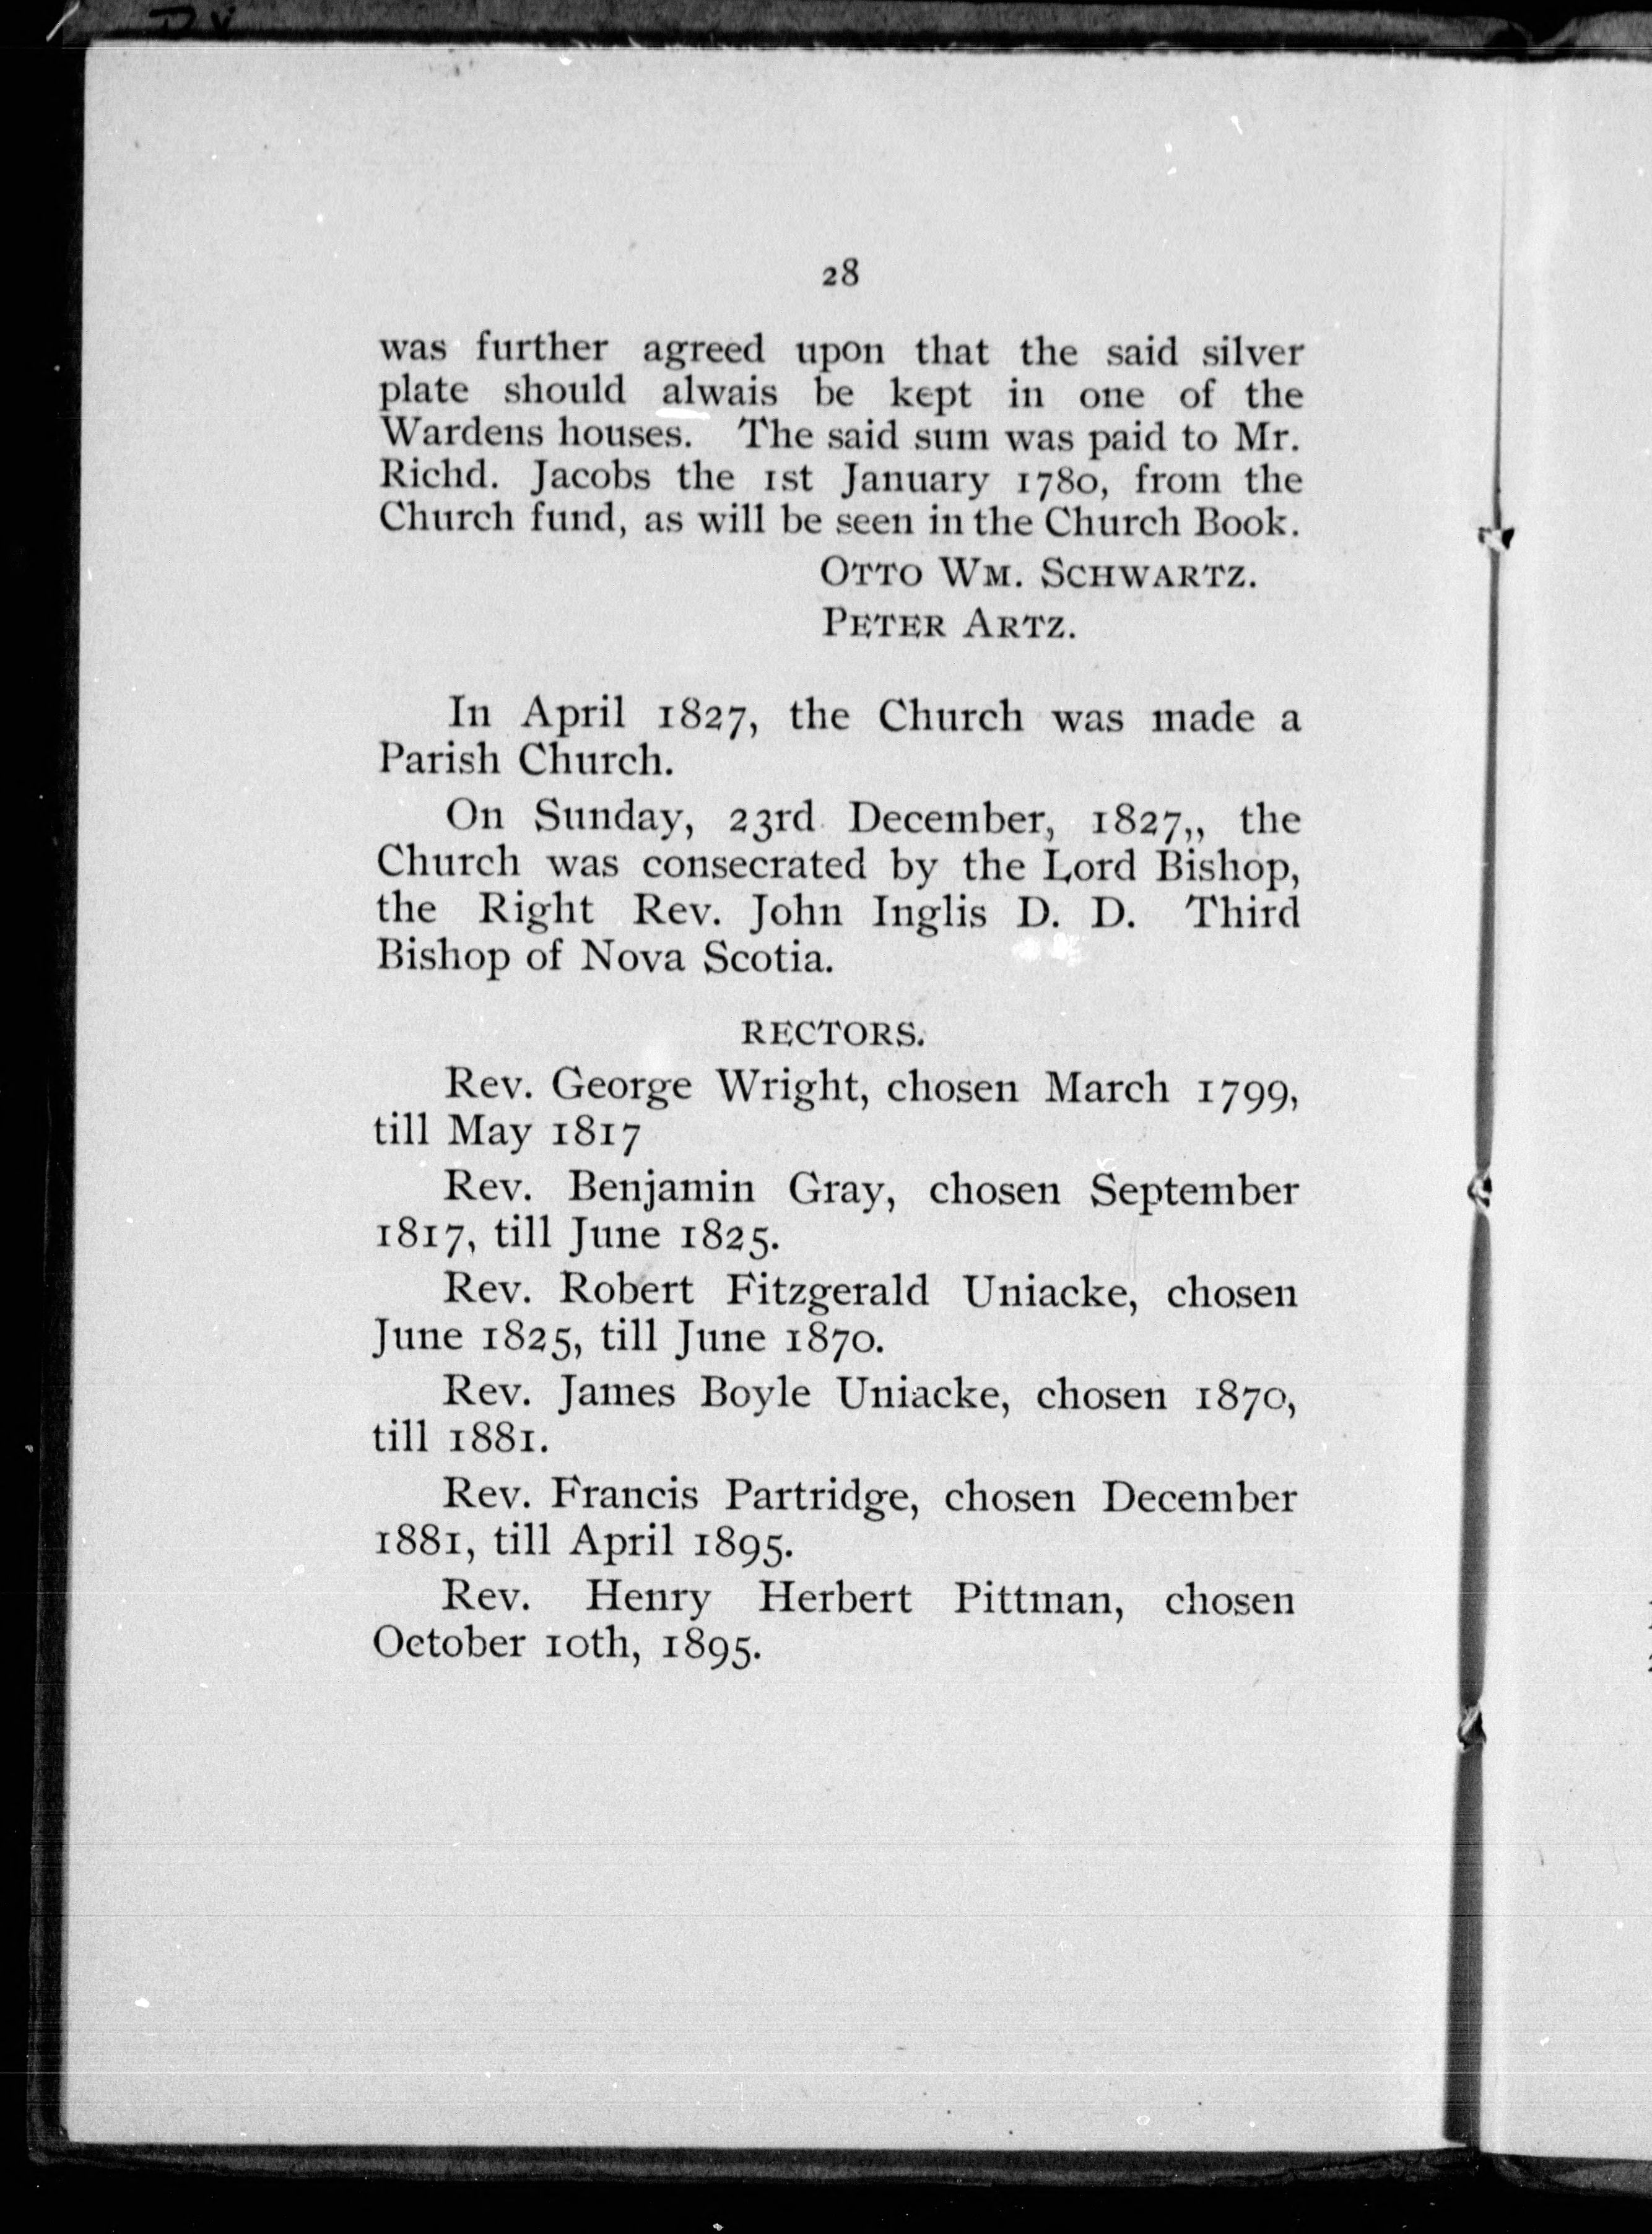 28
was further agreed upon that the said silver
plate should alwais be kept in one of the
Wardens houses. The said sum was paid to Mr.
Richd. Jacobs the 1st January 1780, from the
Church fund, as will be seen in the Church Book.
OTTO WM. SCHWARTZ.
PETER ARTZ.
In April 1827, the Church was made a
Parish Church.
On Sunday, 23rd December, 1827,, the
Church was consecrated by the Lord Bishop,
the Right Rev. John Inglis D. D. Third
Bishop of Nova Scotia.
RECTORS.
Rev. George Wright, chosen March 1799,
till May 1817
Rev. Benjamin Gray, chosen September
1817, till June 1825.
Rev. Robert Fitzgerald Uniacke, chosen
June 1825, till June 1870.
Rev. James Boyle Uniacke, chosen 1870,
till 1881.
Rev. Francis Partridge, chosen December
1881, till April 1895.
Rev. Henry Herbert Pittman, chosen
October 10th, 1895.